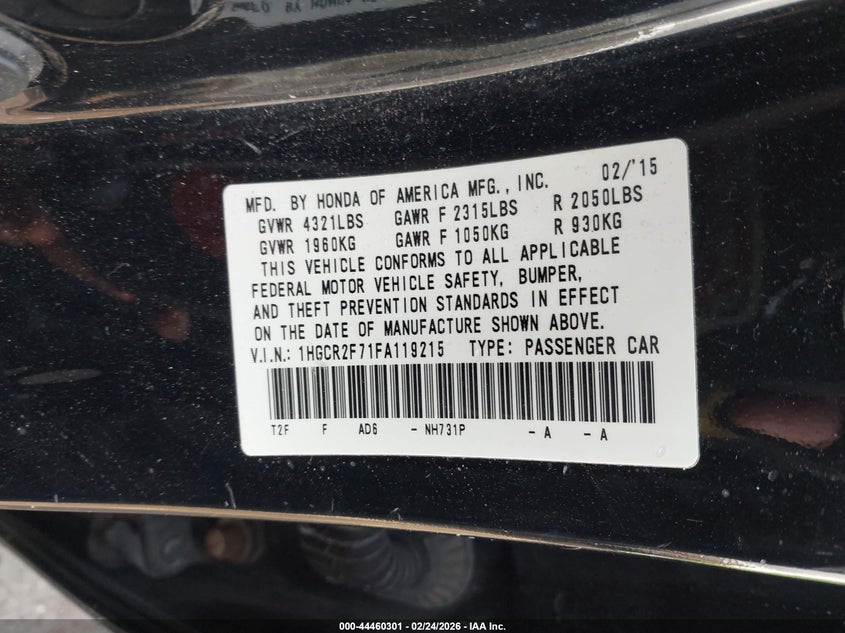 MFD. BY HONDA OF AMERICA MFG., INC. 02/'15
GVWR 4321LBS GAWR F 2315LBS R 2050LBS
GVWR 1960KG GAWR F 1050KG R 930KG
THIS VEHICLE CONFORMS TO ALL APPLICABLE
FEDERAL MOTOR VEHICLE SAFETY, BUMPER,
AND THEFT PREVENTION STANDARDS IN EFFECT
ON THE DATE OF MANUFACTURE SHOWN ABOVE.
V.I.N.: 1HGCR2F71FA119215 TYPE: PASSENGER CAR
T2F F AD6 - NH731P - A - A
000-44460301 - 02/24/2026 - IAA Inc.